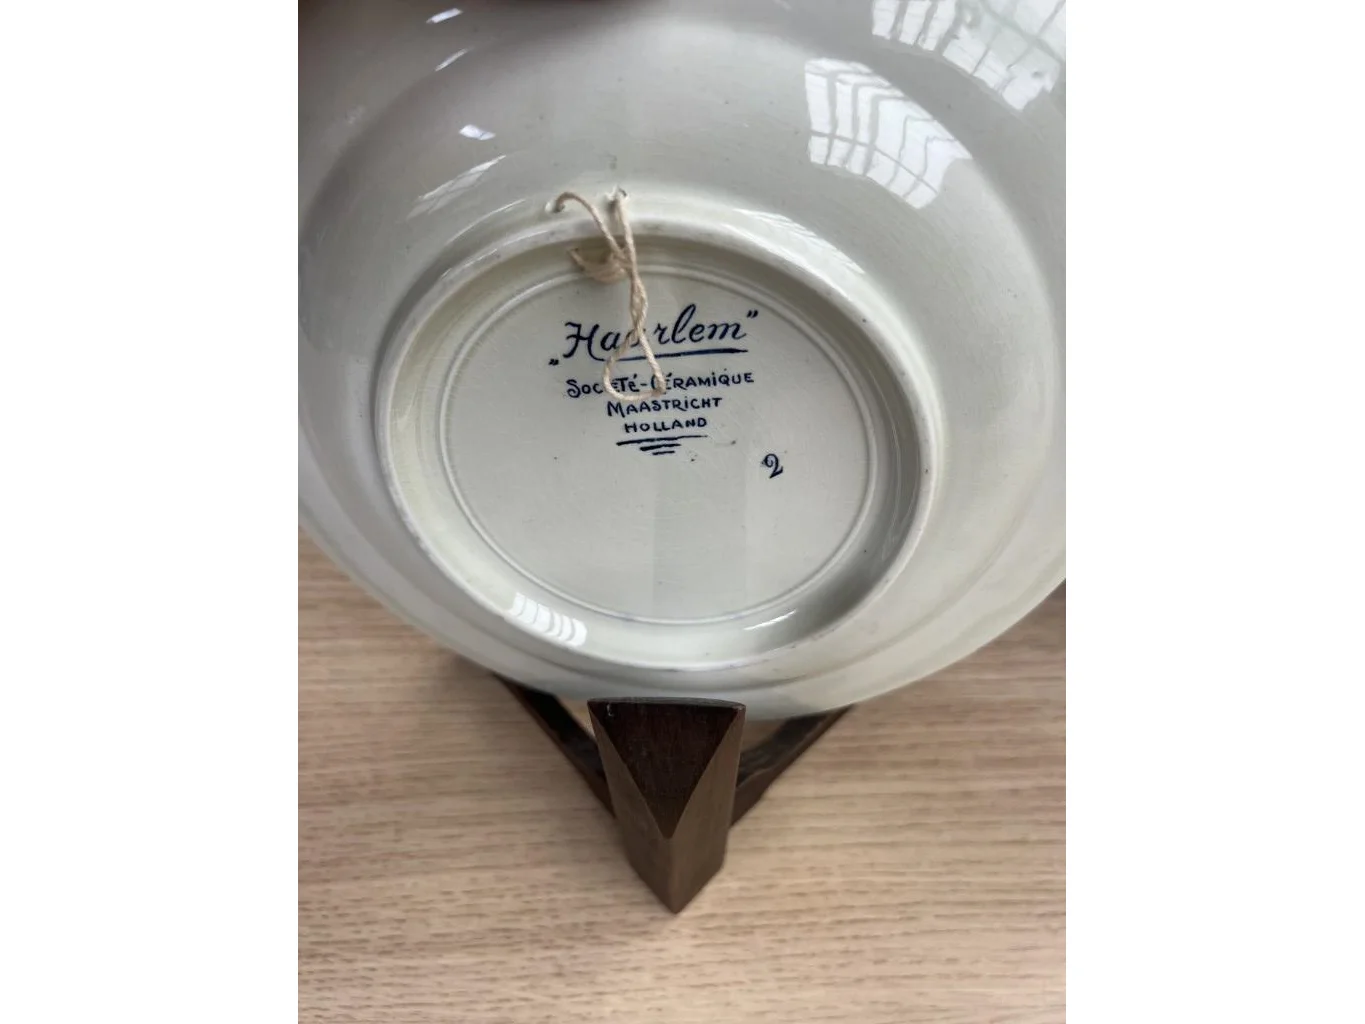 „Haarlem”
Société-Céramique
Maastricht
Holland
2